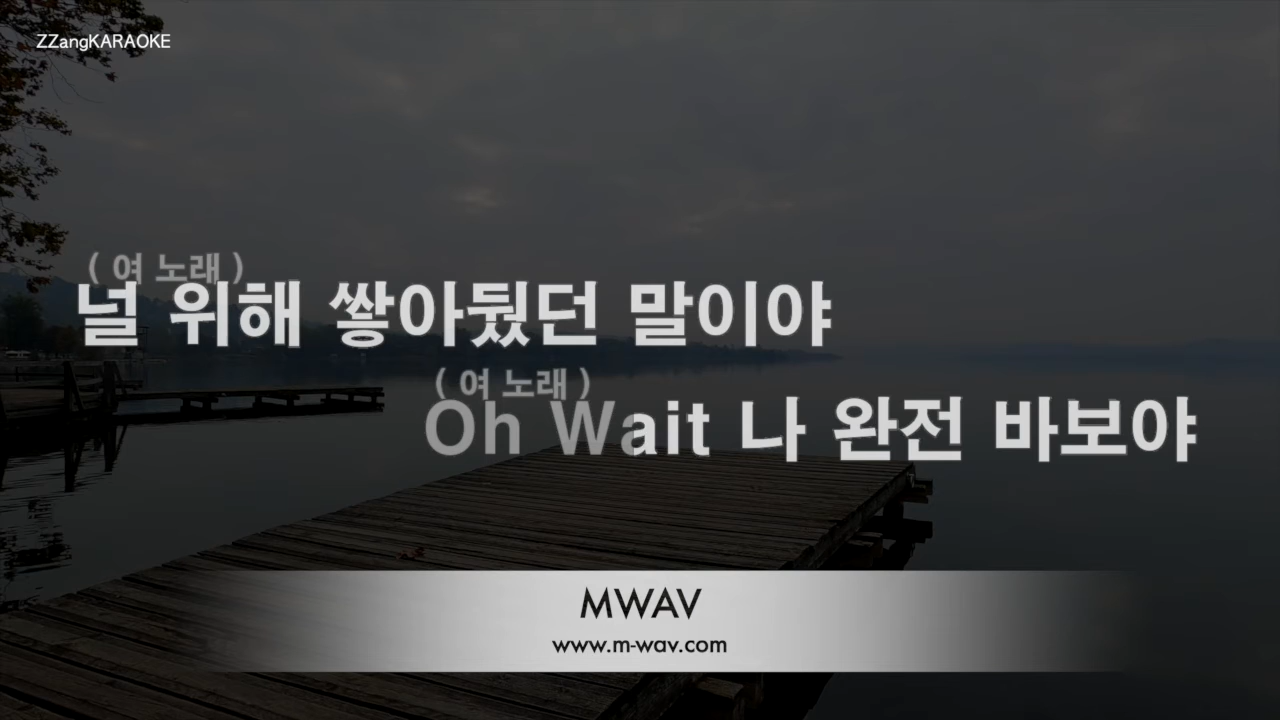 ZZangKARAOKE
( 여 노래 )
널 위해 쌓아뒀던 말이야
( 여 노래 )
Oh Wait 나 완전 바보야
MWAV
www.m-wav.com